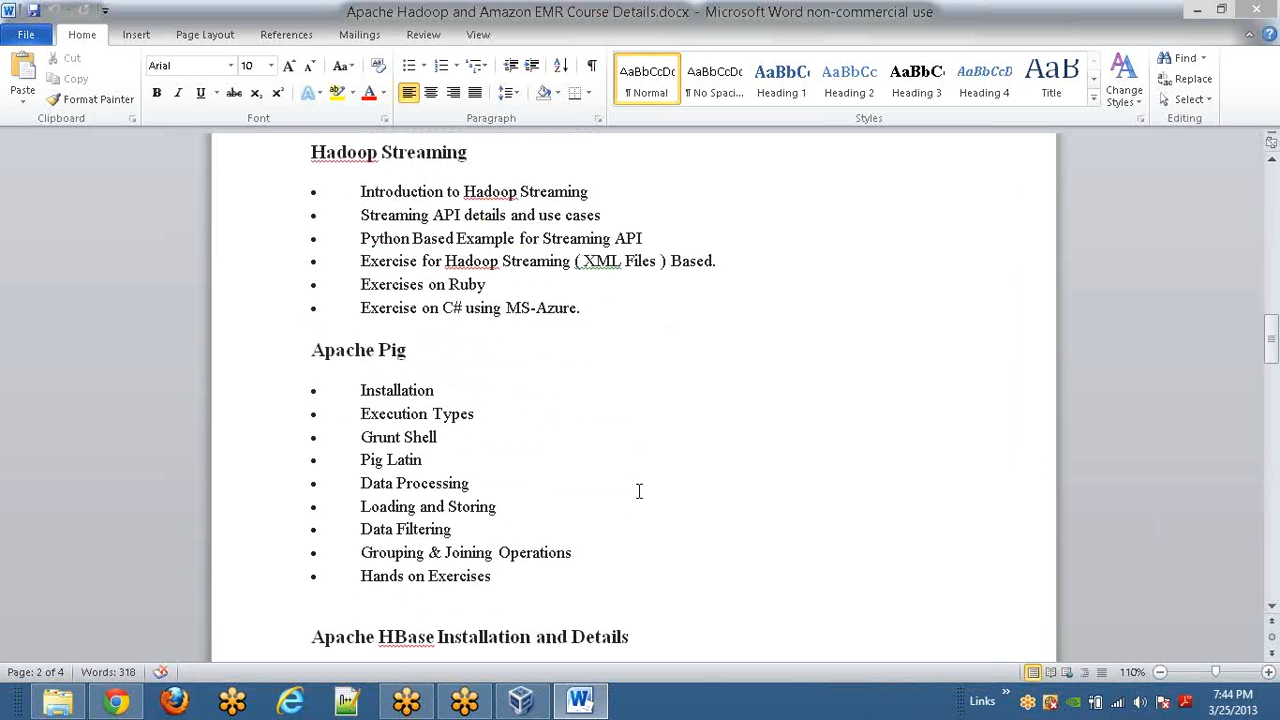 Apache Hadoop and Amazon EMR Course Details.docx - Microsoft Word non-commercial use
File Home Insert Page Layout References Mailings Review View
Cut
Copy
Format Painter
Paste
Arial 10
AaBbCcDc AaBbCcDc AaBbC AaBbCc AaBbC AaBbCcD AaB
¶ Normal ¶ No Spaci... Heading 1 Heading 2 Heading 3 Heading 4 Title
Change Styles
Find
Replace
Select
Clipboard Font Paragraph Styles Editing
Hadoop Streaming
• Introduction to Hadoop Streaming
• Streaming API details and use cases
• Python Based Example for Streaming API
• Exercise for Hadoop Streaming ( XML Files ) Based.
• Exercises on Ruby
• Exercise on C# using MS-Azure.
Apache Pig
• Installation
• Execution Types
• Grunt Shell
• Pig Latin
• Data Processing
• Loading and Storing
• Data Filtering
• Grouping & Joining Operations
• Hands on Exercises
Apache HBase Installation and Details
Page: 2 of 4 Words: 318 110%
Links »
7:44 PM
3/25/2013